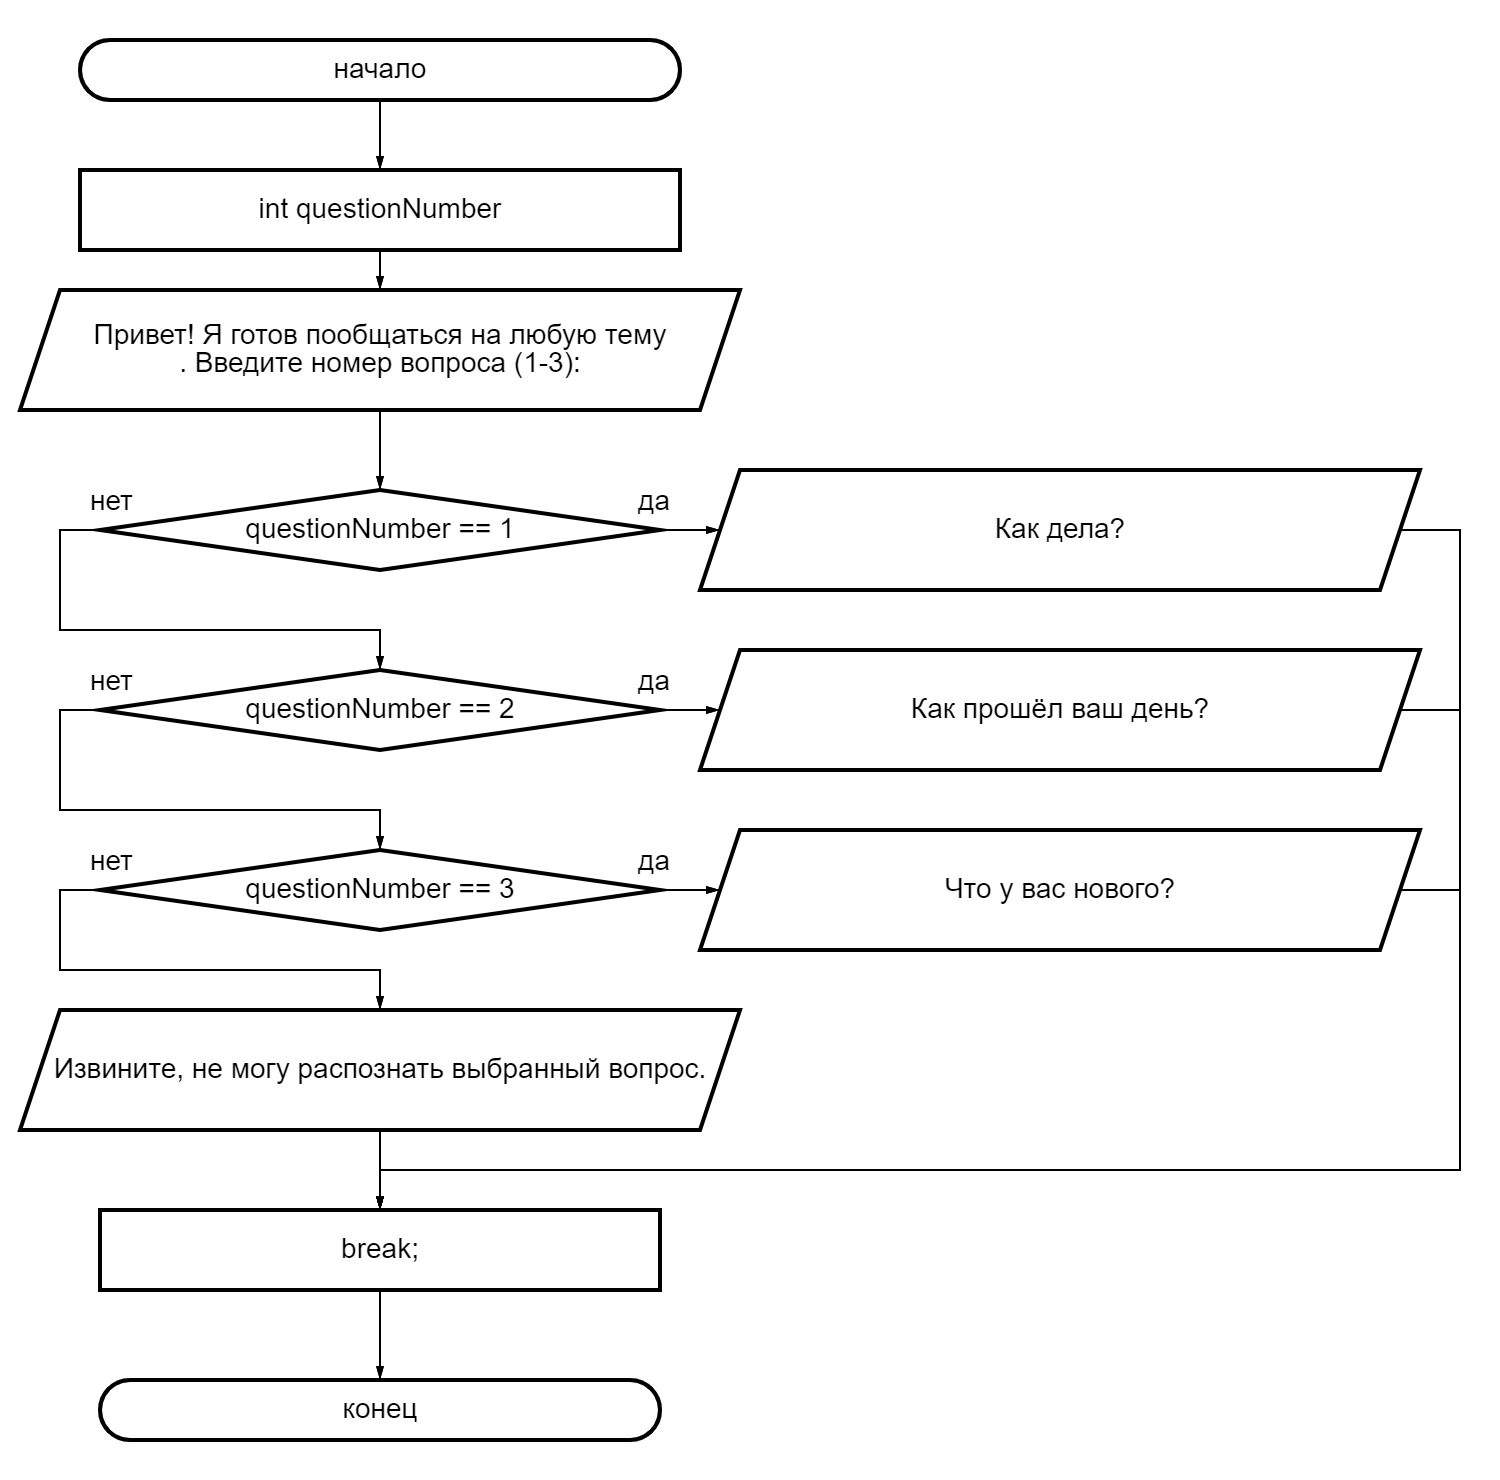 начало
int questionNumber
Привет! Я готов пообщаться на любую тему
. Введите номер вопроса (1-3):
нет
да
questionNumber == 1
Как дела?
нет
да
questionNumber == 2
Как прошёл ваш день?
нет
да
questionNumber == 3
Что у вас нового?
Извините, не могу распознать выбранный вопрос.
break;
конец